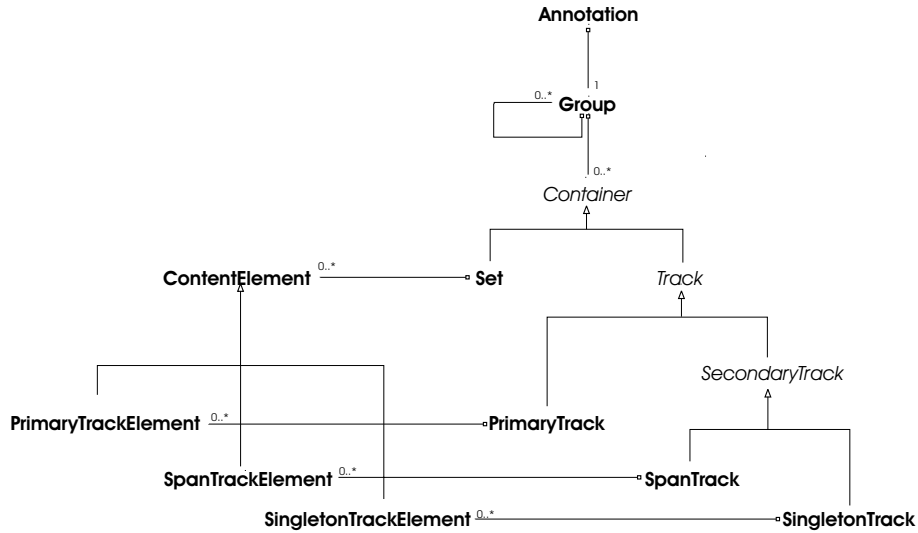 Annotation
1
0..*
Group
0..*
Container
ContentElement
0..*
Set
Track
SecondaryTrack
PrimaryTrackElement
0..*
PrimaryTrack
SpanTrackElement
0..*
SpanTrack
SingletonTrackElement
0..*
SingletonTrack